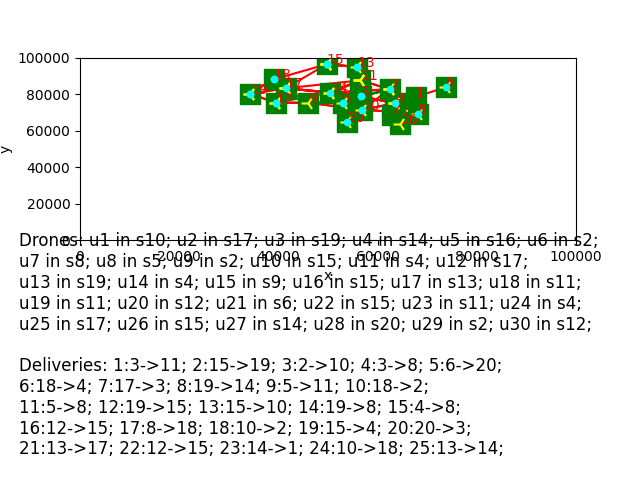 100000
80000
60000
40000
20000
0
y
15
13
0 20000 40000 60000 80000 100000
x
Drones: u1 in s10; u2 in s17; u3 in s19; u4 in s14; u5 in s16; u6 in s2;
u7 in s8; u8 in s5; u9 in s2; u10 in s15; u11 in s4; u12 in s17;
u13 in s19; u14 in s4; u15 in s9; u16 in s15; u17 in s13; u18 in s11;
u19 in s11; u20 in s12; u21 in s6; u22 in s15; u23 in s11; u24 in s4;
u25 in s17; u26 in s15; u27 in s14; u28 in s20; u29 in s2; u30 in s12;
Deliveries: 1:3->11; 2:15->19; 3:2->10; 4:3->8; 5:6->20;
6:18->4; 7:17->3; 8:19->14; 9:5->11; 10:18->2;
11:5->8; 12:19->15; 13:15->10; 14:19->8; 15:4->8;
16:12->15; 17:8->18; 18:10->2; 19:15->4; 20:20->3;
21:13->17; 22:12->15; 23:14->1; 24:10->18; 25:13->14;